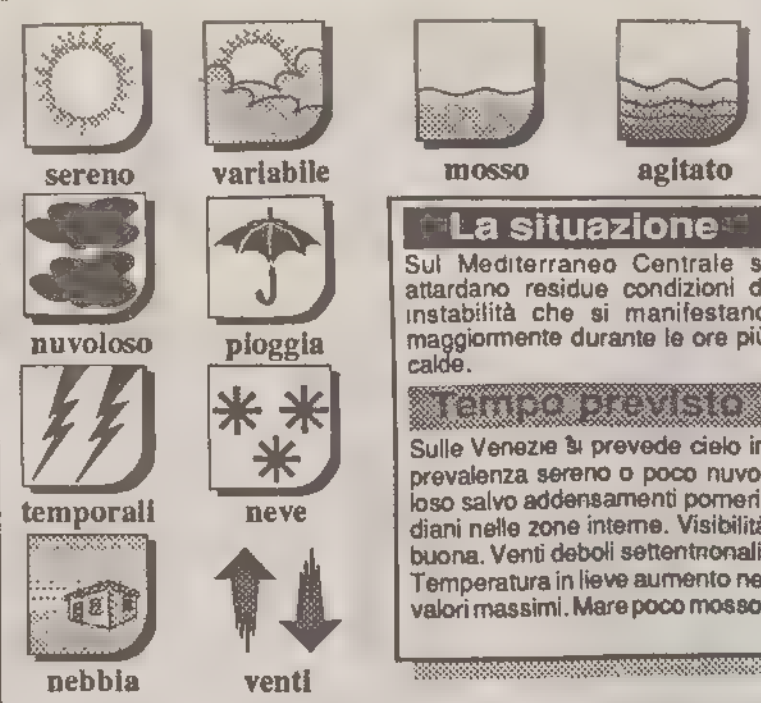 sereno
variabile
mosso
agitato
nuvoloso
pioggia
temporali
neve
nebbia
venti
La situazione
Sul Mediterraneo Centrale s
attardano residue condizioni d
instabilità che si manifestano
maggiormente durante le ore più
calde.
Tempo previsto
Sulle Venezie si prevede cielo in
prevalenza sereno o poco nuvo
loso salvo addensamenti pomeri
diani nelle zone interne. Visibilità
buona. Venti deboli settentrionali
Temperatura in lieve aumento ne
valori massimi. Mare poco mosso